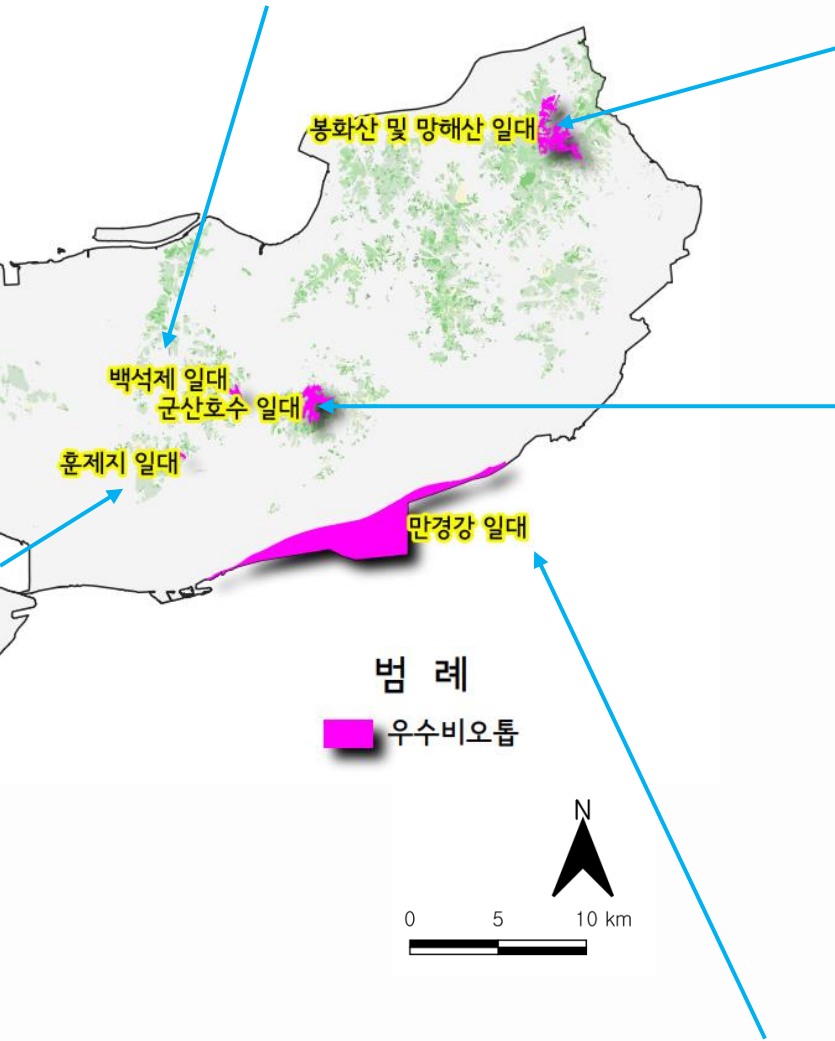 봉화산 및 망해산 일대
백석제 일대
군산호수 일대
훈제지 일대
만경강 일대
범 례
우수비오톱
N
0 5 10 km